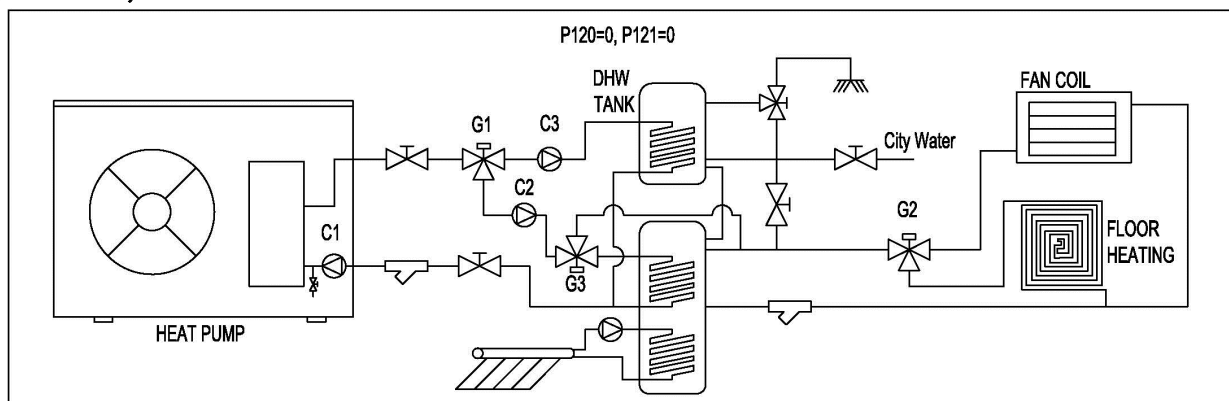 P120=0, P121=0
DHW
TANK
FAN COIL
G1
C3
City Water
C2
G2
C1
FLOOR
HEATING
G3
HEAT PUMP